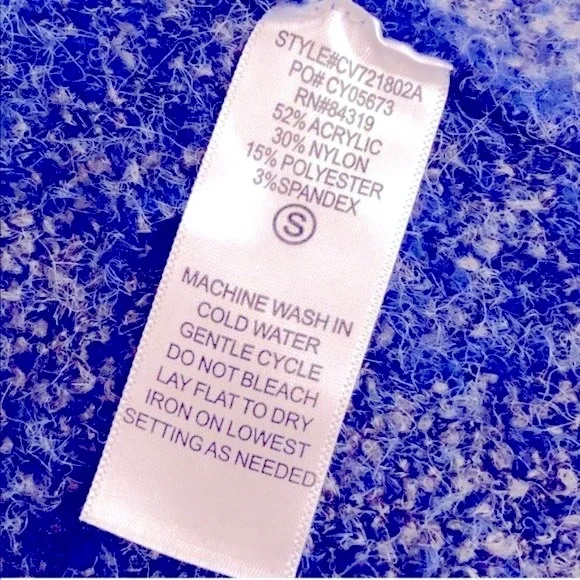 STYLE#CV721802A
PO# CY05673
RN#84319
52% ACRYLIC
30% NYLON
15% POLYESTER
3%SPANDEX
S
MACHINE WASH IN
COLD WATER
GENTLE CYCLE
DO NOT BLEACH
LAY FLAT TO DRY
IRON ON LOWEST
SETTING AS NEEDED